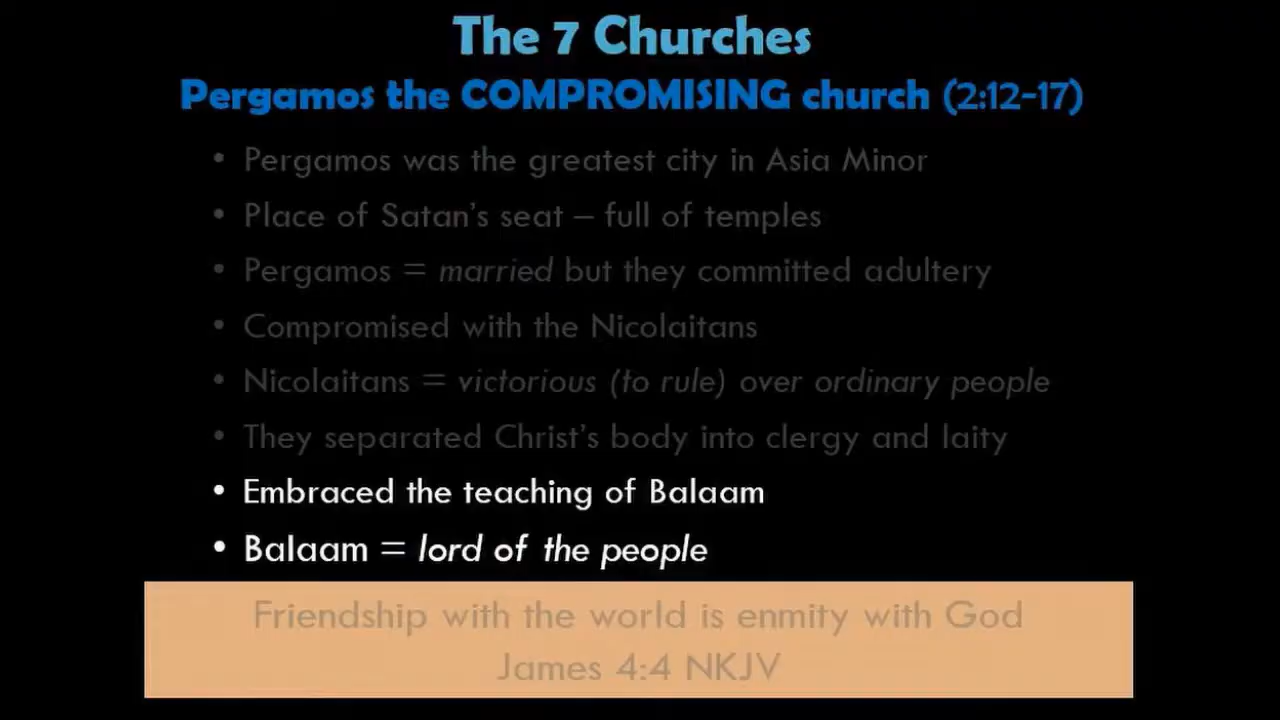 The 7 Churches
Pergamos the COMPROMISING church (2:12-17)
• Pergamos was the greatest city in Asia Minor
• Place of Satan's seat – full of temples
• Pergamos = married but they committed adultery
• Compromised with the Nicolaitans
• Nicolaitans = victorious (to rule) over ordinary people
• They separated Christ's body into clergy and laity
• Embraced the teaching of Balaam
• Balaam = lord of the people
Friendship with the world is enmity with God
James 4:4 NKJV